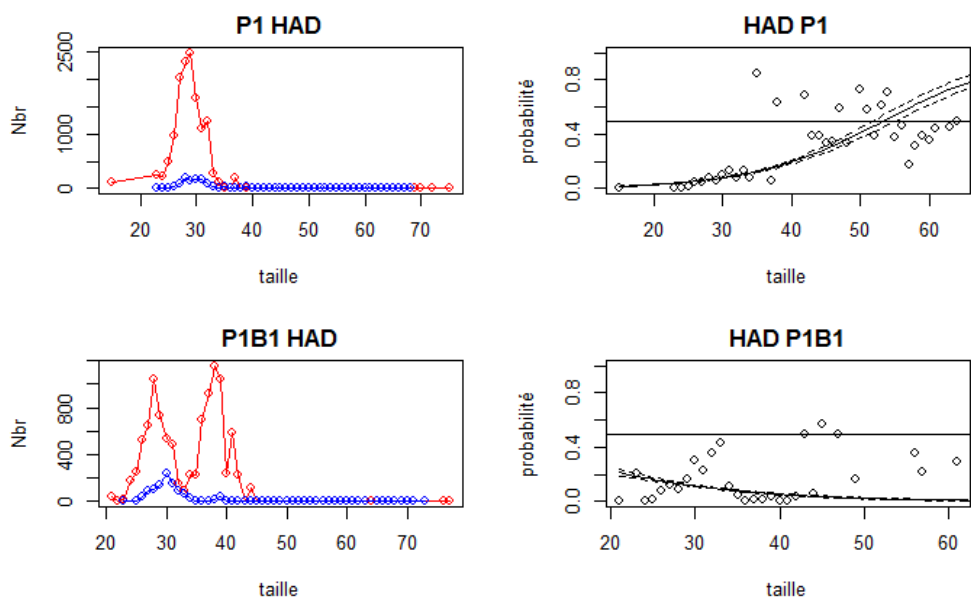 P1 HAD
Nbr
2500
1000
0
20 30 40 50 60 70
taille
HAD P1
probabilité
0.8
0.4
0.0
20 30 40 50 60
taille
P1B1 HAD
Nbr
800
400
0
20 30 40 50 60 70
taille
HAD P1B1
probabilité
0.8
0.4
0.0
20 30 40 50 60
taille